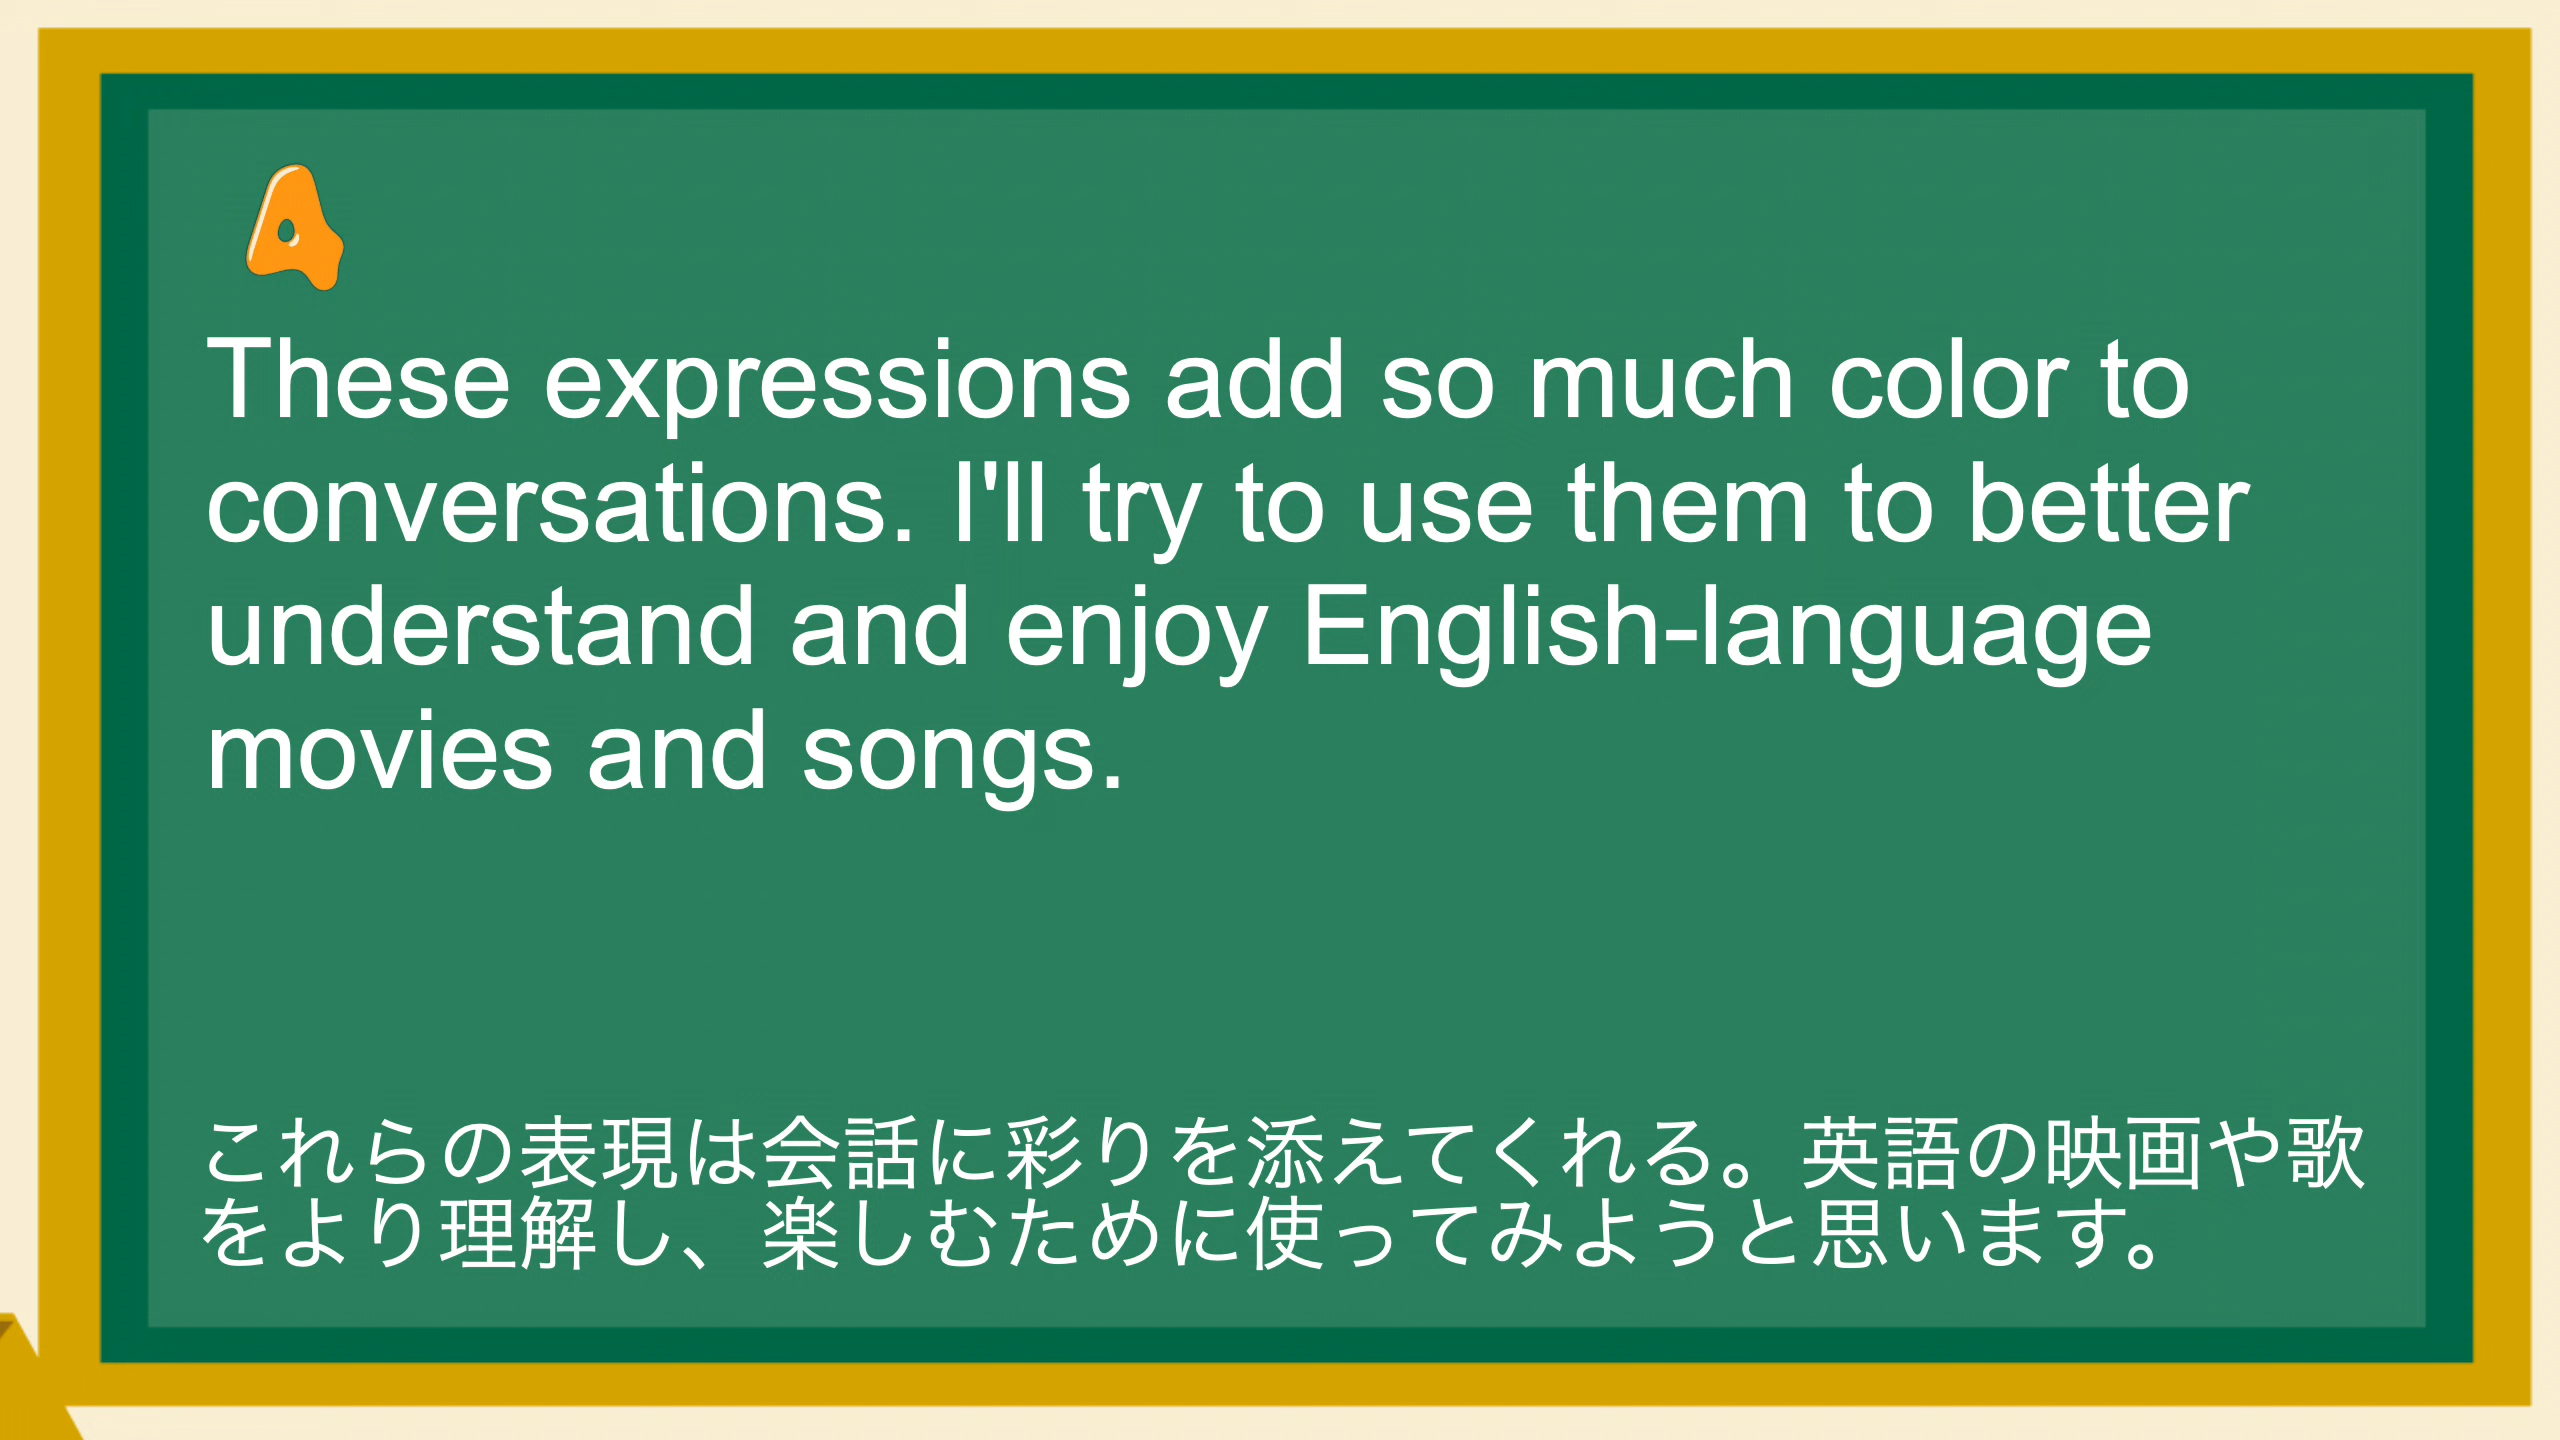 A
These expressions add so much color to
conversations. I'll try to use them to better
understand and enjoy English-language
movies and songs.
これらの表現は会話に彩りを添えてくれる。英語の映画や歌
をより理解し、楽しむために使ってみようと思います。